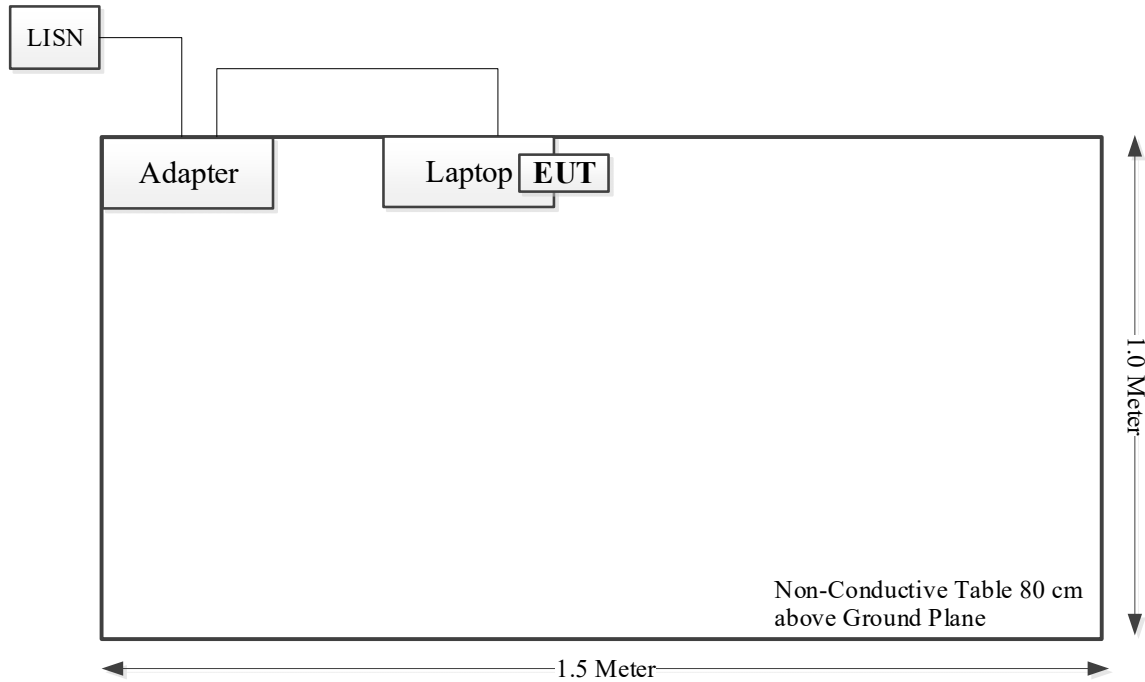 LISN
Adapter
Laptop
EUT
1.0 Meter
Non-Conductive Table 80 cm
above Ground Plane
1.5 Meter